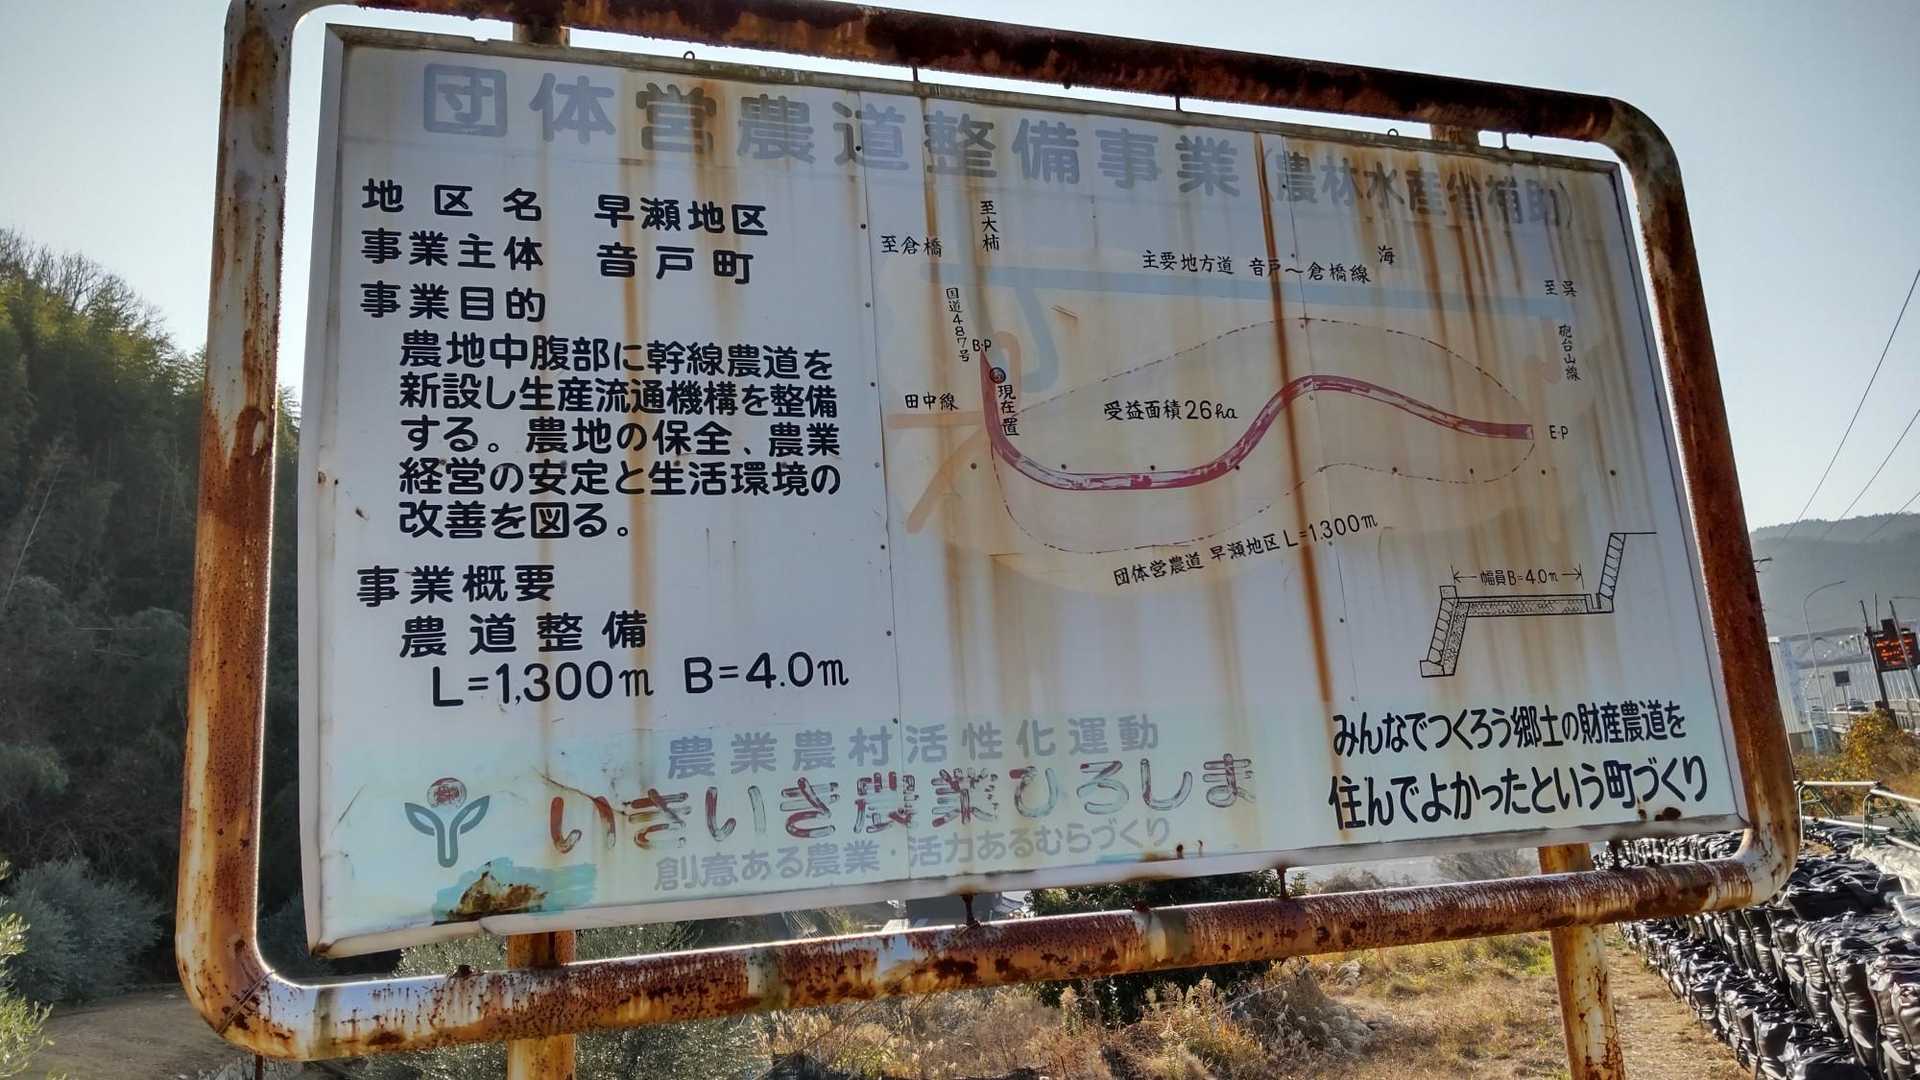 団体営農道整備事業(農林水産省補助)
地区名 早瀬地区
事業主体 音戸町
事業目的
農地中腹部に幹線農道を
新設し生産流通機構を整備
する。農地の保全、農業
経営の安定と生活環境の
改善を図る。
事業概要
農道整備
L=1,300m B=4.0m
至大柿
至倉橋
主要地方道 音戸~倉橋線
海
至呉
国道487号
B・P
現在置
田中線
受益面積26ha
砲台山線
E・P
団体営農道 早瀬地区 L=1,300m
幅員B=4.0m
農業農村活性化運動
いきいき農業ひろしま
創意ある農業・活力あるむらづくり
みんなでつくろう郷土の財産農道を
住んでよかったという町づくり